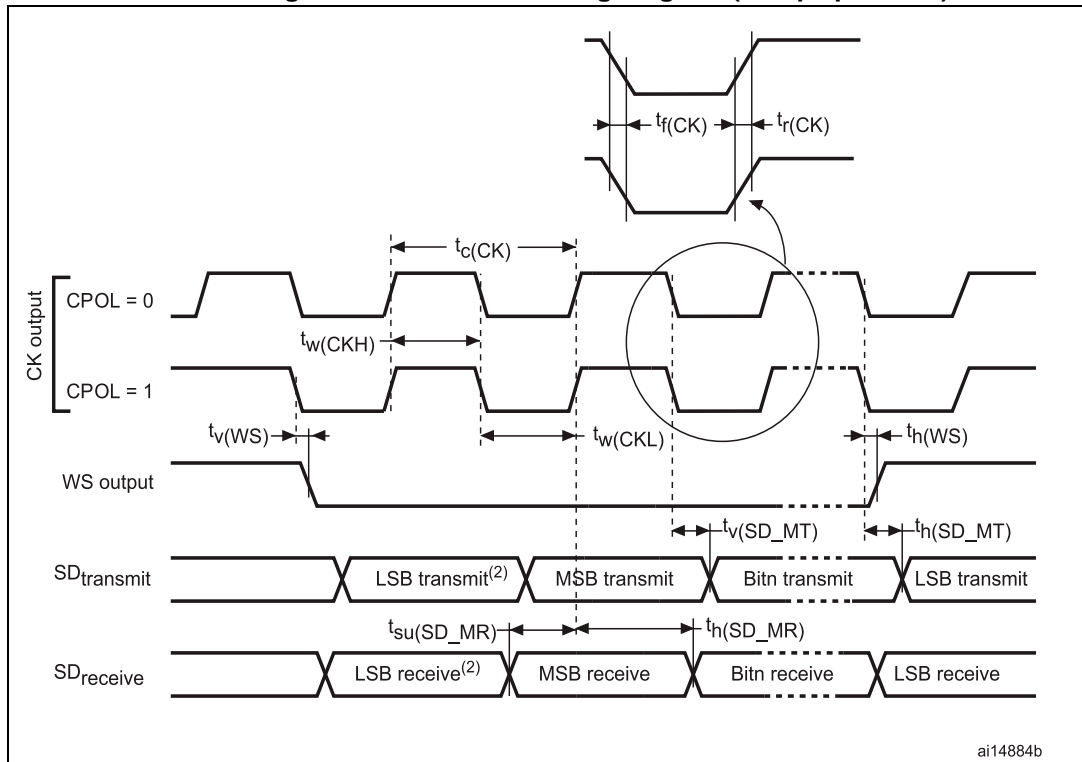 tf(CK)
tr(CK)
tc(CK)
CK output
CPOL = 0
tw(CKH)
CPOL = 1
tv(WS)
tw(CKL)
th(WS)
WS output
tv(SD_MT)
th(SD_MT)
SDtransmit
LSB transmit(2)
MSB transmit
Bitn transmit
LSB transmit
tsu(SD_MR)
th(SD_MR)
SDreceive
LSB receive(2)
MSB receive
Bitn receive
LSB receive
ai14884b